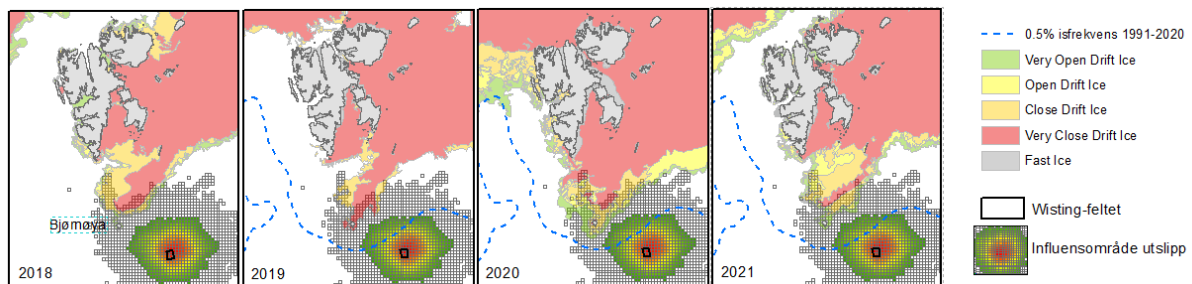 2018
Bjørnøya
2019
2020
2021
0.5% isfrekvens 1991-2020
Very Open Drift Ice
Open Drift Ice
Close Drift Ice
Very Close Drift Ice
Fast Ice
Wisting-feltet
Influensområde utslipp